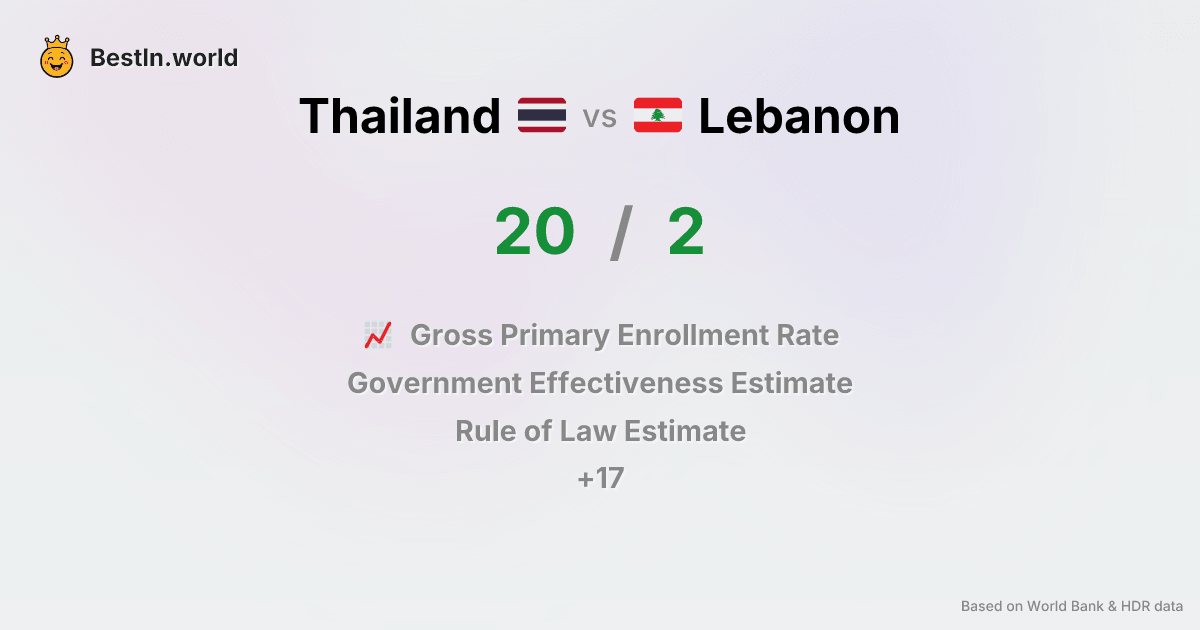 BestIn.world
Thailand vs Lebanon
20 / 2
Gross Primary Enrollment Rate
Government Effectiveness Estimate
Rule of Law Estimate
+17
Based on World Bank & HDR data